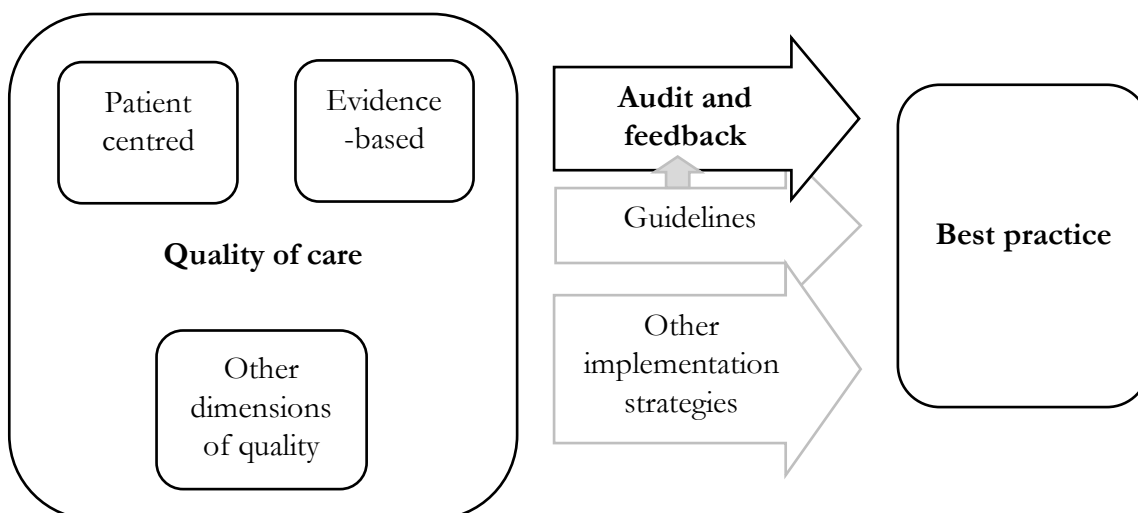 Patient
centred
Evidence
-based
Quality of care
Other
dimensions
of quality
Audit and
feedback
Guidelines
Other
implementation
strategies
Best practice